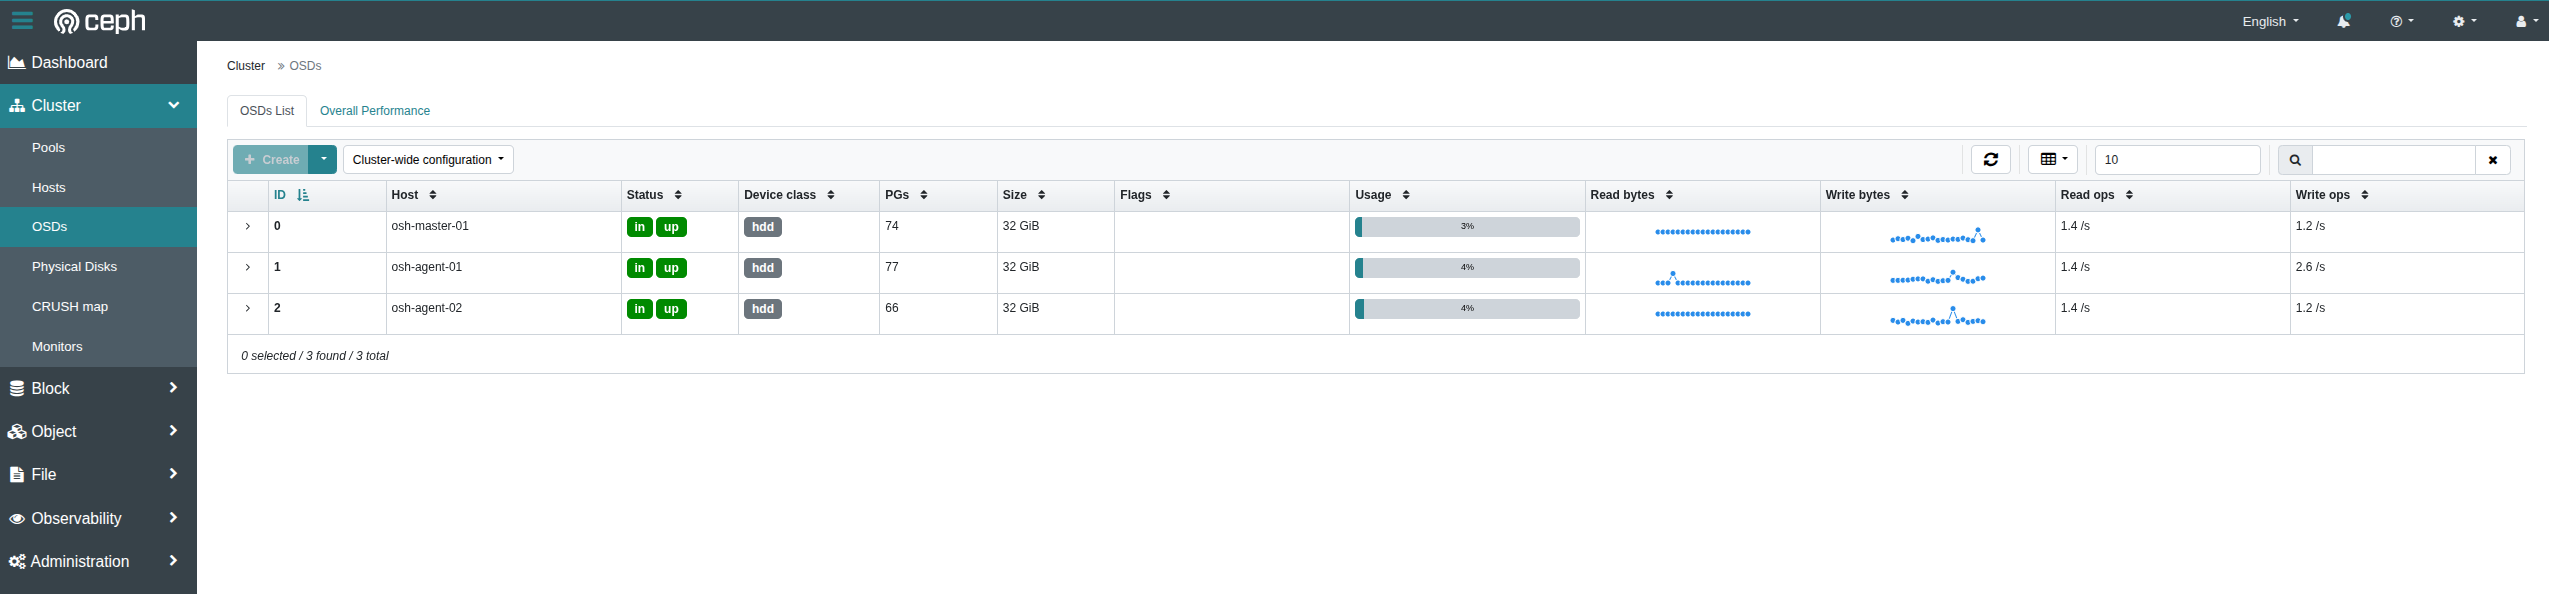 ceph English
Dashboard
Cluster
Pools
Hosts
OSDs
Physical Disks
CRUSH map
Monitors
Block
Object
File
Observability
Administration
Cluster » OSDs
OSDs List Overall Performance
Create Cluster-wide configuration 10
ID Host Status Device class PGs Size Flags Usage Read bytes Write bytes Read ops Write ops
0 osh-master-01 in up hdd 74 32 GiB 3% 1.4 /s 1.2 /s
1 osh-agent-01 in up hdd 77 32 GiB 4% 1.4 /s 2.6 /s
2 osh-agent-02 in up hdd 66 32 GiB 4% 1.4 /s 1.2 /s
0 selected / 3 found / 3 total